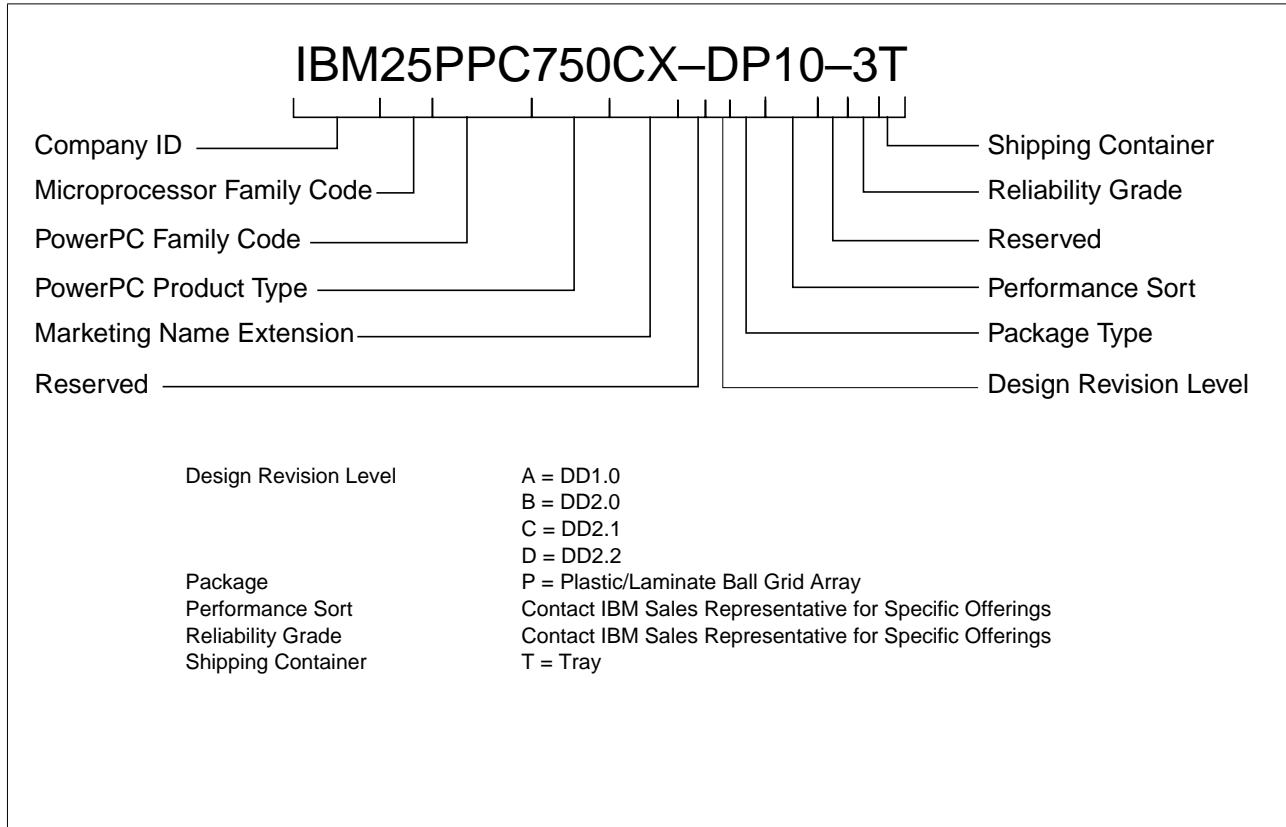 IBM25PPC750CX–DP10–3T
Company ID
Microprocessor Family Code
PowerPC Family Code
PowerPC Product Type
Marketing Name Extension
Reserved
Shipping Container
Reliability Grade
Reserved
Performance Sort
Package Type
Design Revision Level
Design Revision Level A = DD1.0
B = DD2.0
C = DD2.1
D = DD2.2
Package P = Plastic/Laminate Ball Grid Array
Performance Sort Contact IBM Sales Representative for Specific Offerings
Reliability Grade Contact IBM Sales Representative for Specific Offerings
Shipping Container T = Tray